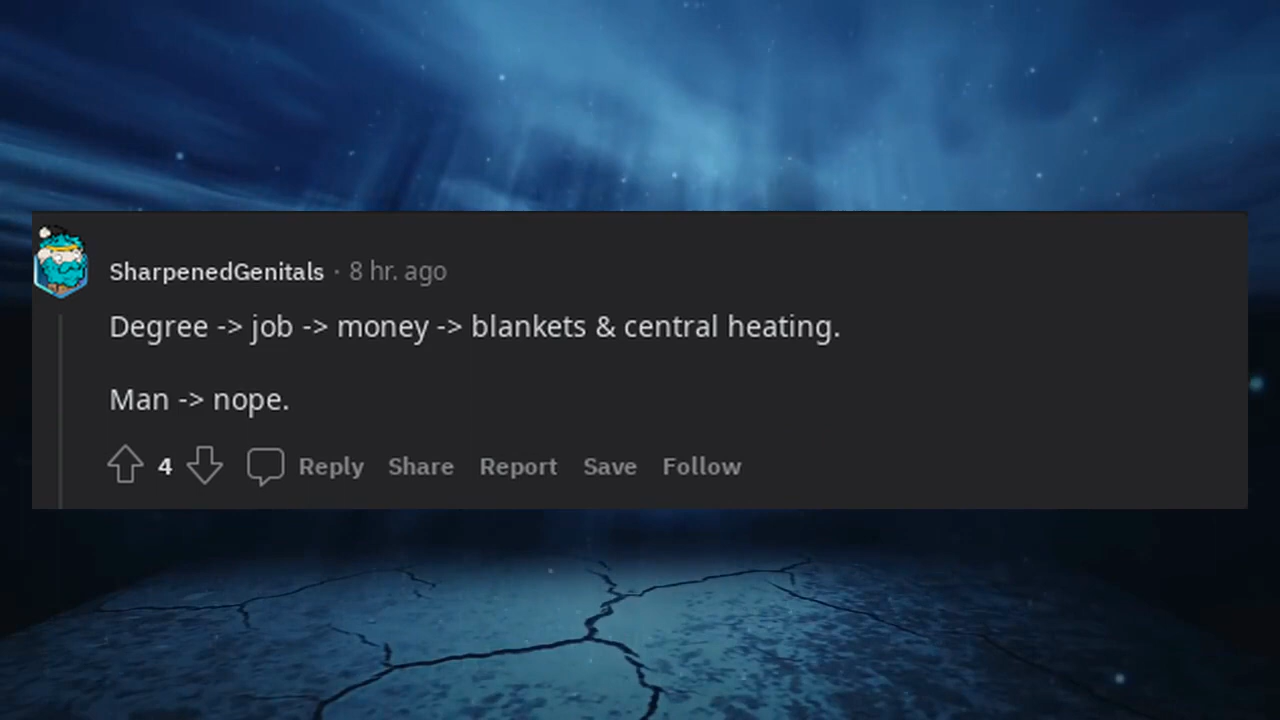 SharpenedGenitals · 8 hr. ago
Degree -> job -> money -> blankets & central heating.
Man -> nope.
4 Reply Share Report Save Follow